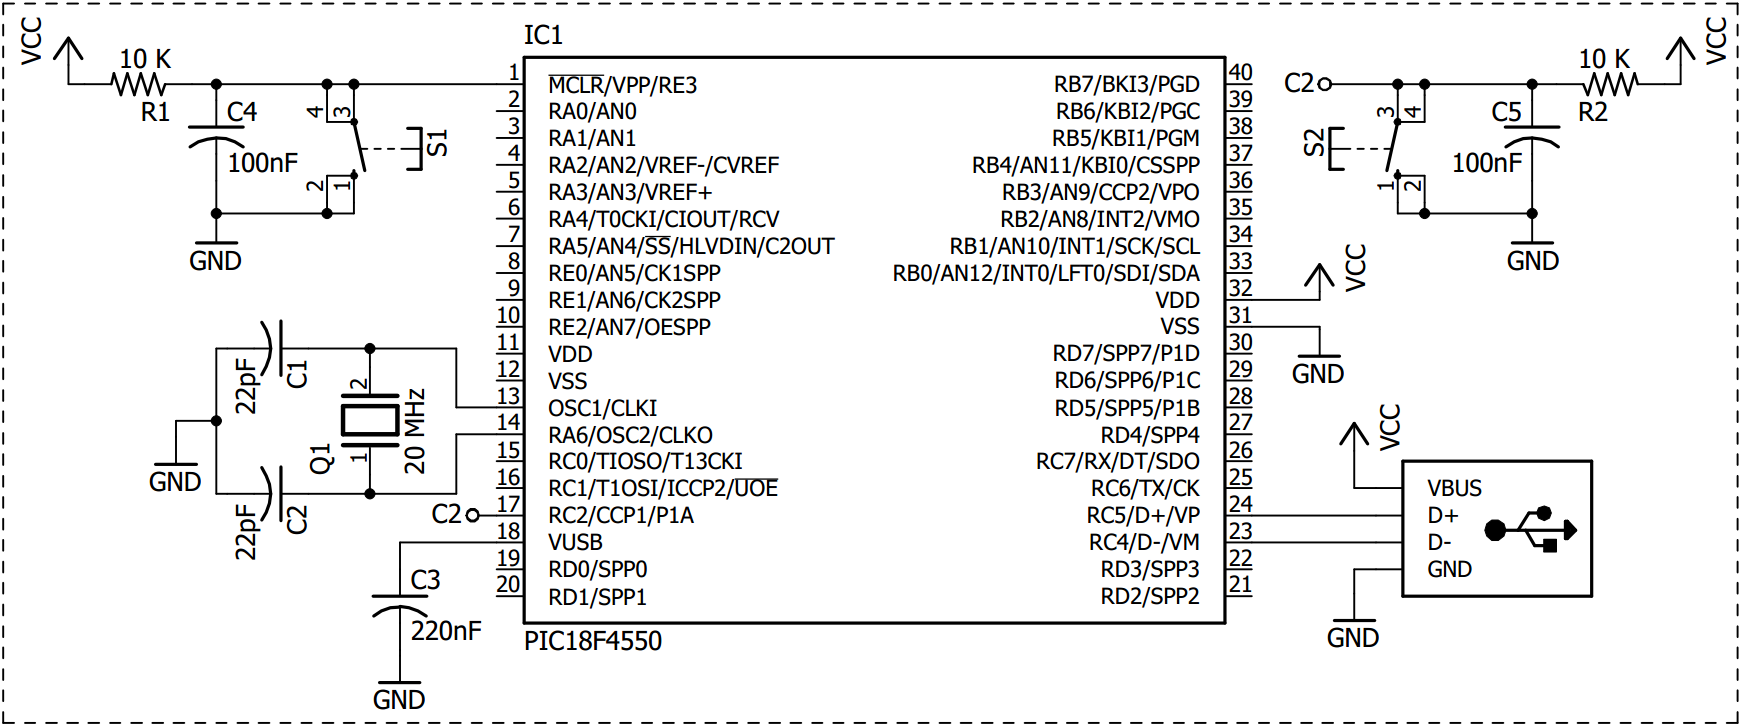 IC1
VCC
10 K
R1
C4
100nF
4
3
2
1
S1
GND
1
MCLR/VPP/RE3
2
RA0/AN0
3
RA1/AN1
4
RA2/AN2/VREF-/CVREF
5
RA3/AN3/VREF+
6
RA4/T0CKI/CIOUT/RCV
7
RA5/AN4/SS/HLVDIN/C2OUT
8
RE0/AN5/CK1SPP
9
RE1/AN6/CK2SPP
10
RE2/AN7/OESPP
11
VDD
12
VSS
13
OSC1/CLKI
14
RA6/OSC2/CLKO
15
RC0/TIOSO/T13CKI
16
RC1/T1OSI/ICCP2/UOE
17
RC2/CCP1/P1A
18
VUSB
19
RD0/SPP0
20
RD1/SPP1
PIC18F4550
22pF
C1
2
Q1
1
20 MHz
GND
22pF
C2
C2
C3
220nF
GND
40
RB7/BKI3/PGD
39
RB6/KBI2/PGC
38
RB5/KBI1/PGM
37
RB4/AN11/KBI0/CSSPP
36
RB3/AN9/CCP2/VPO
35
RB2/AN8/INT2/VMO
34
RB1/AN10/INT1/SCK/SCL
33
RB0/AN12/INT0/LFT0/SDI/SDA
32
VDD
31
VSS
30
RD7/SPP7/P1D
29
RD6/SPP6/P1C
28
RD5/SPP5/P1B
27
RD4/SPP4
26
RC7/RX/DT/SDO
25
RC6/TX/CK
24
RC5/D+/VP
23
RC4/D-/VM
22
RD3/SPP3
21
RD2/SPP2
C2
S2
3
4
1
2
C5
100nF
10 K
R2
VCC
GND
VCC
GND
VCC
VBUS
D+
D-
GND
GND